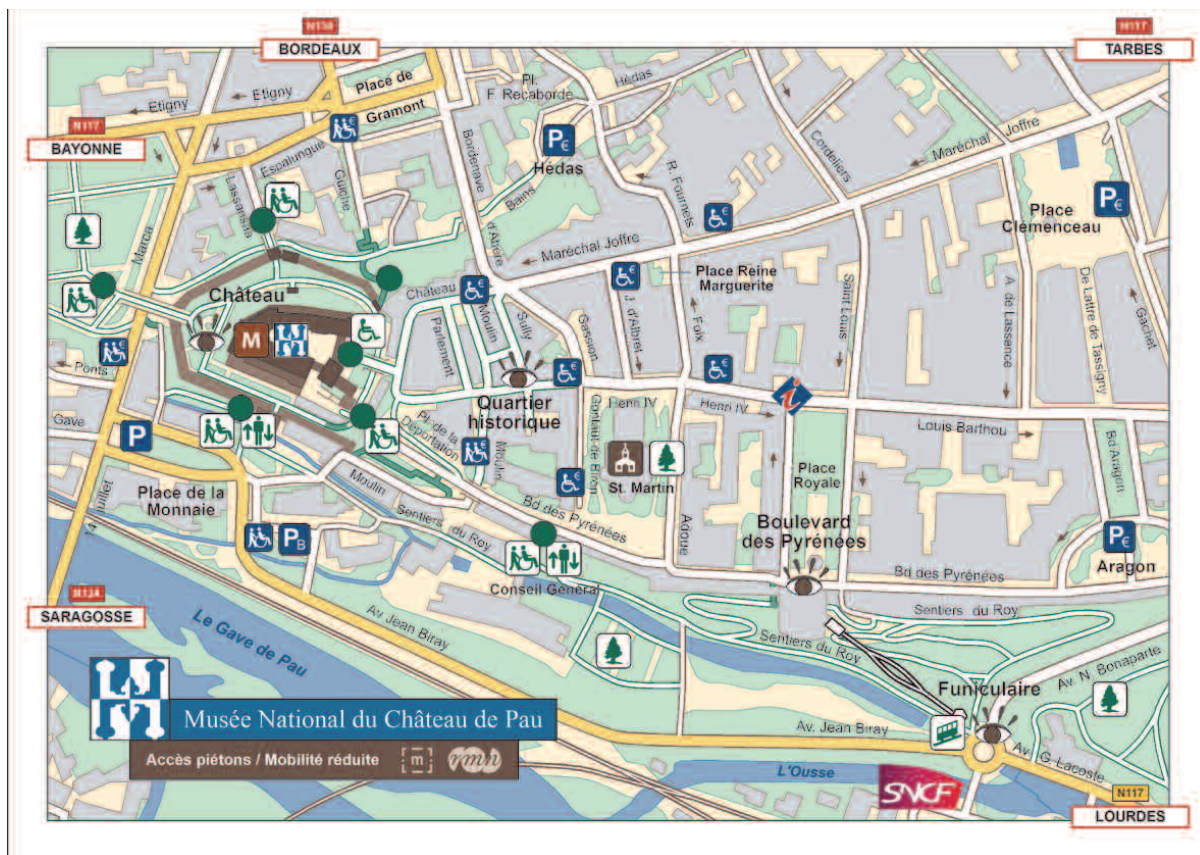 N134
BORDEAUX
N117
TARBES
Etigny
Etigny
Place de
Gramont
Pl.
F. Recaborde
Hédas
N117
BAYONNE
Espalungue
Lassansaa
Guiche
Bordenave
d'Abère
Bains
P€
Hédas
R. Fournets
Cordeliers
Maréchal Joffre
Place
Clémenceau
P€
Marca
Château
Maréchal Joffre
Place Reine
Marguerite
Château
Moulin
Sully
Parlement
Gassion
J. d'Albret
Foix
Saint Louis
A. de Lassence
De Lattre de Tassigny
Gachet
M
Ponts
Gave
P
Quartier
historique
Pl. de la
Déportation
Moulin
Gontaut-de-Biron
Henri IV
Henri IV
i
Louis Barthou
Bd Aragon
St. Martin
Place
Royale
Place de la
Monnaie
Juillet
Moulin
Sentiers du Roy
Bd des Pyrénées
Adoue
Boulevard
des Pyrénées
P€
Aragon
PB
Conseil Général
Bd des Pyrénées
Sentiers du Roy
SARAGOSSE
Le Gave de Pau
Av Jean Biray
Sentiers du Roy
Av. N. Bonaparte
Funiculaire
Musée National du Château de Pau
Accès piétons / Mobilité réduite
m
rmn
Av. Jean Biray
Av. G. Lacoste
L'Ousse
SNCF
N117
LOURDES